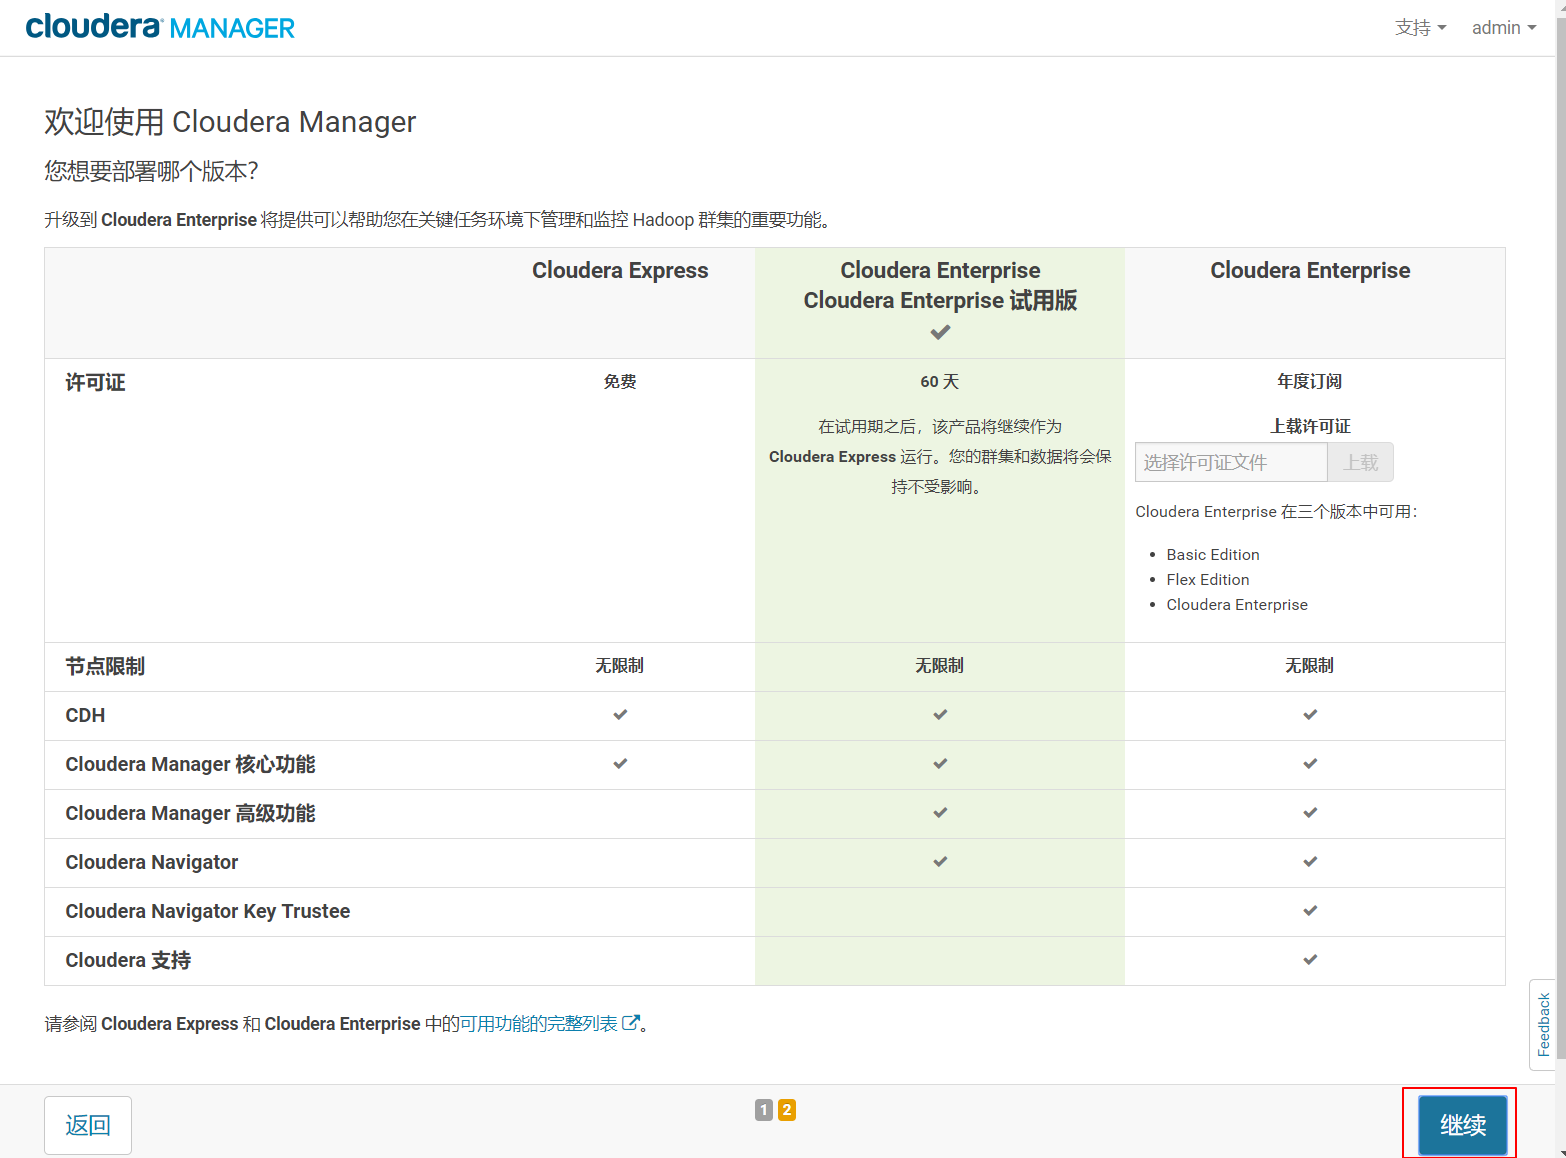 cloudera MANAGER
支持
admin
欢迎使用 Cloudera Manager
您想要部署哪个版本？
升级到 Cloudera Enterprise 将提供可以帮助您在关键任务环境下管理和监控 Hadoop 群集的重要功能。
Cloudera Express
Cloudera Enterprise
Cloudera Enterprise 试用版
Cloudera Enterprise
许可证
免费
60 天
在试用期之后，该产品将继续作为
Cloudera Express 运行。您的群集和数据将会保
持不受影响。
年度订阅
上载许可证
选择许可证文件
上载
Cloudera Enterprise 在三个版本中可用：
Basic Edition
Flex Edition
Cloudera Enterprise
节点限制
无限制
无限制
无限制
CDH
Cloudera Manager 核心功能
Cloudera Manager 高级功能
Cloudera Navigator
Cloudera Navigator Key Trustee
Cloudera 支持
请参阅 Cloudera Express 和 Cloudera Enterprise 中的可用功能的完整列表。
Feedback
返回
1 2
继续